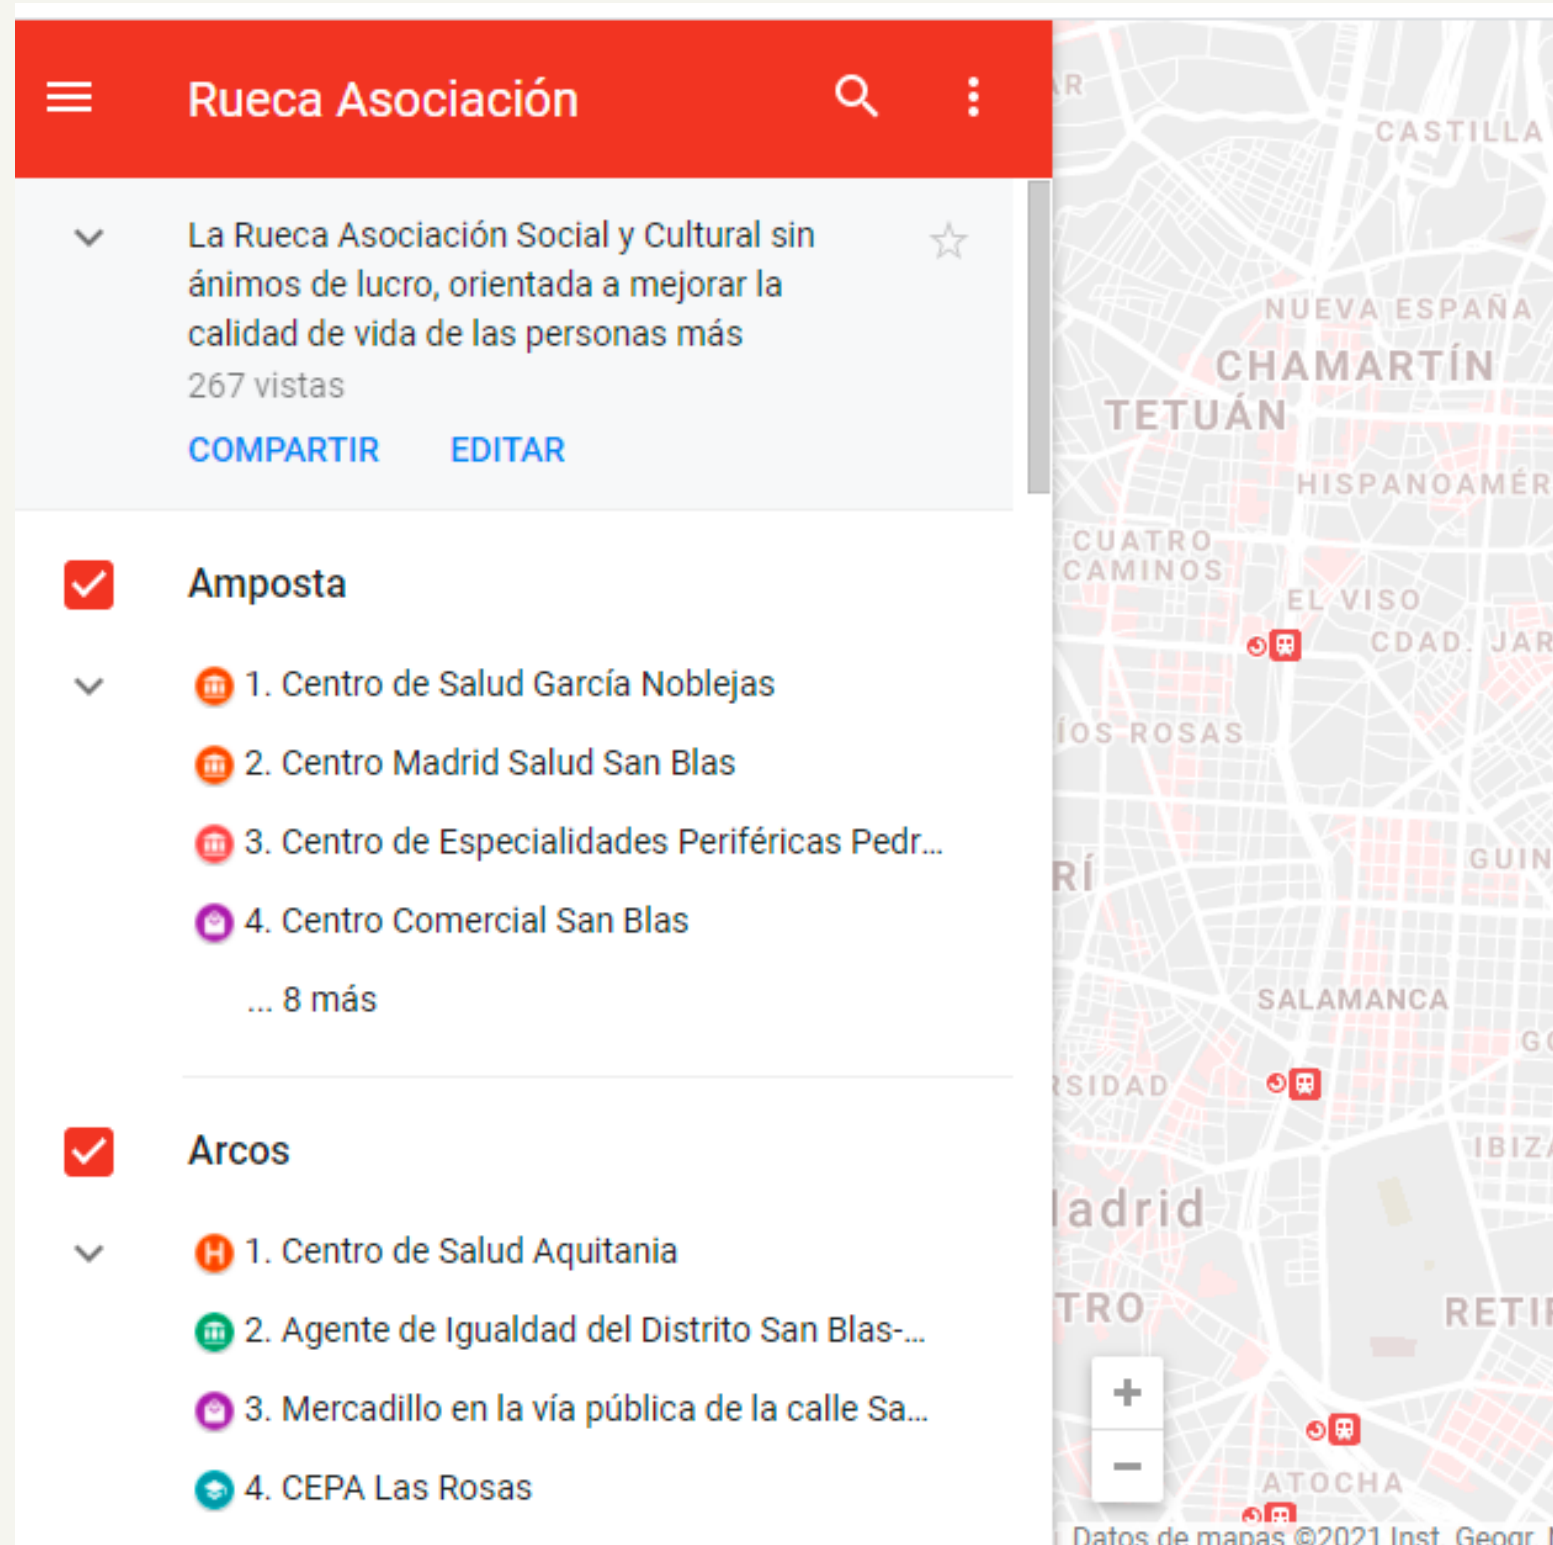 Rueca Asociación
La Rueca Asociación Social y Cultural sin
ánimos de lucro, orientada a mejorar la
calidad de vida de las personas más
267 vistas
COMPARTIR EDITAR
Amposta
1. Centro de Salud García Noblejas
2. Centro Madrid Salud San Blas
3. Centro de Especialidades Periféricas Pedr...
4. Centro Comercial San Blas
... 8 más
Arcos
1. Centro de Salud Aquitania
2. Agente de Igualdad del Distrito San Blas-...
3. Mercadillo en la vía pública de la calle Sa...
4. CEPA Las Rosas
AR
CASTILLA
NUEVA ESPAÑA
CHAMARTÍN
TETUÁN
HISPANOAMÉR
CUATRO
CAMINOS
EL VISO
CDAD. JAR
ÍOS ROSAS
RÍ
GUIN
SALAMANCA
GO
RSIDAD
IBIZA
adrid
TRO
RETIR
ATOCHA
Datos de mapas ©2021 Inst. Geogr.